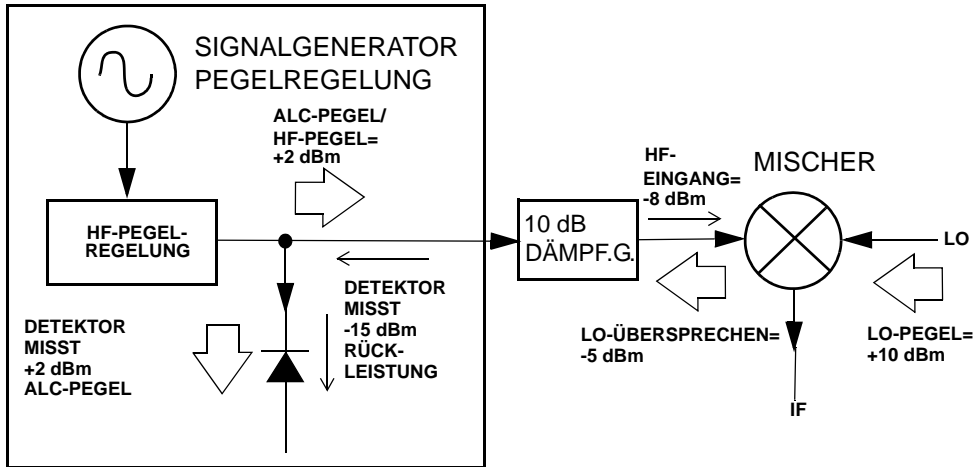 SIGNALGENERATOR
PEGELREGELUNG
ALC-PEGEL/
HF-PEGEL=
+2 dBm
HF-PEGEL-
REGELUNG
HF-
EINGANG=
-8 dBm
MISCHER
10 dB
DÄMPF.G.
LO
DETEKTOR
MISST
+2 dBm
ALC-PEGEL
DETEKTOR
MISST
-15 dBm
RÜCK-
LEISTUNG
LO-ÜBERSPRECHEN=
-5 dBm
LO-PEGEL=
+10 dBm
IF